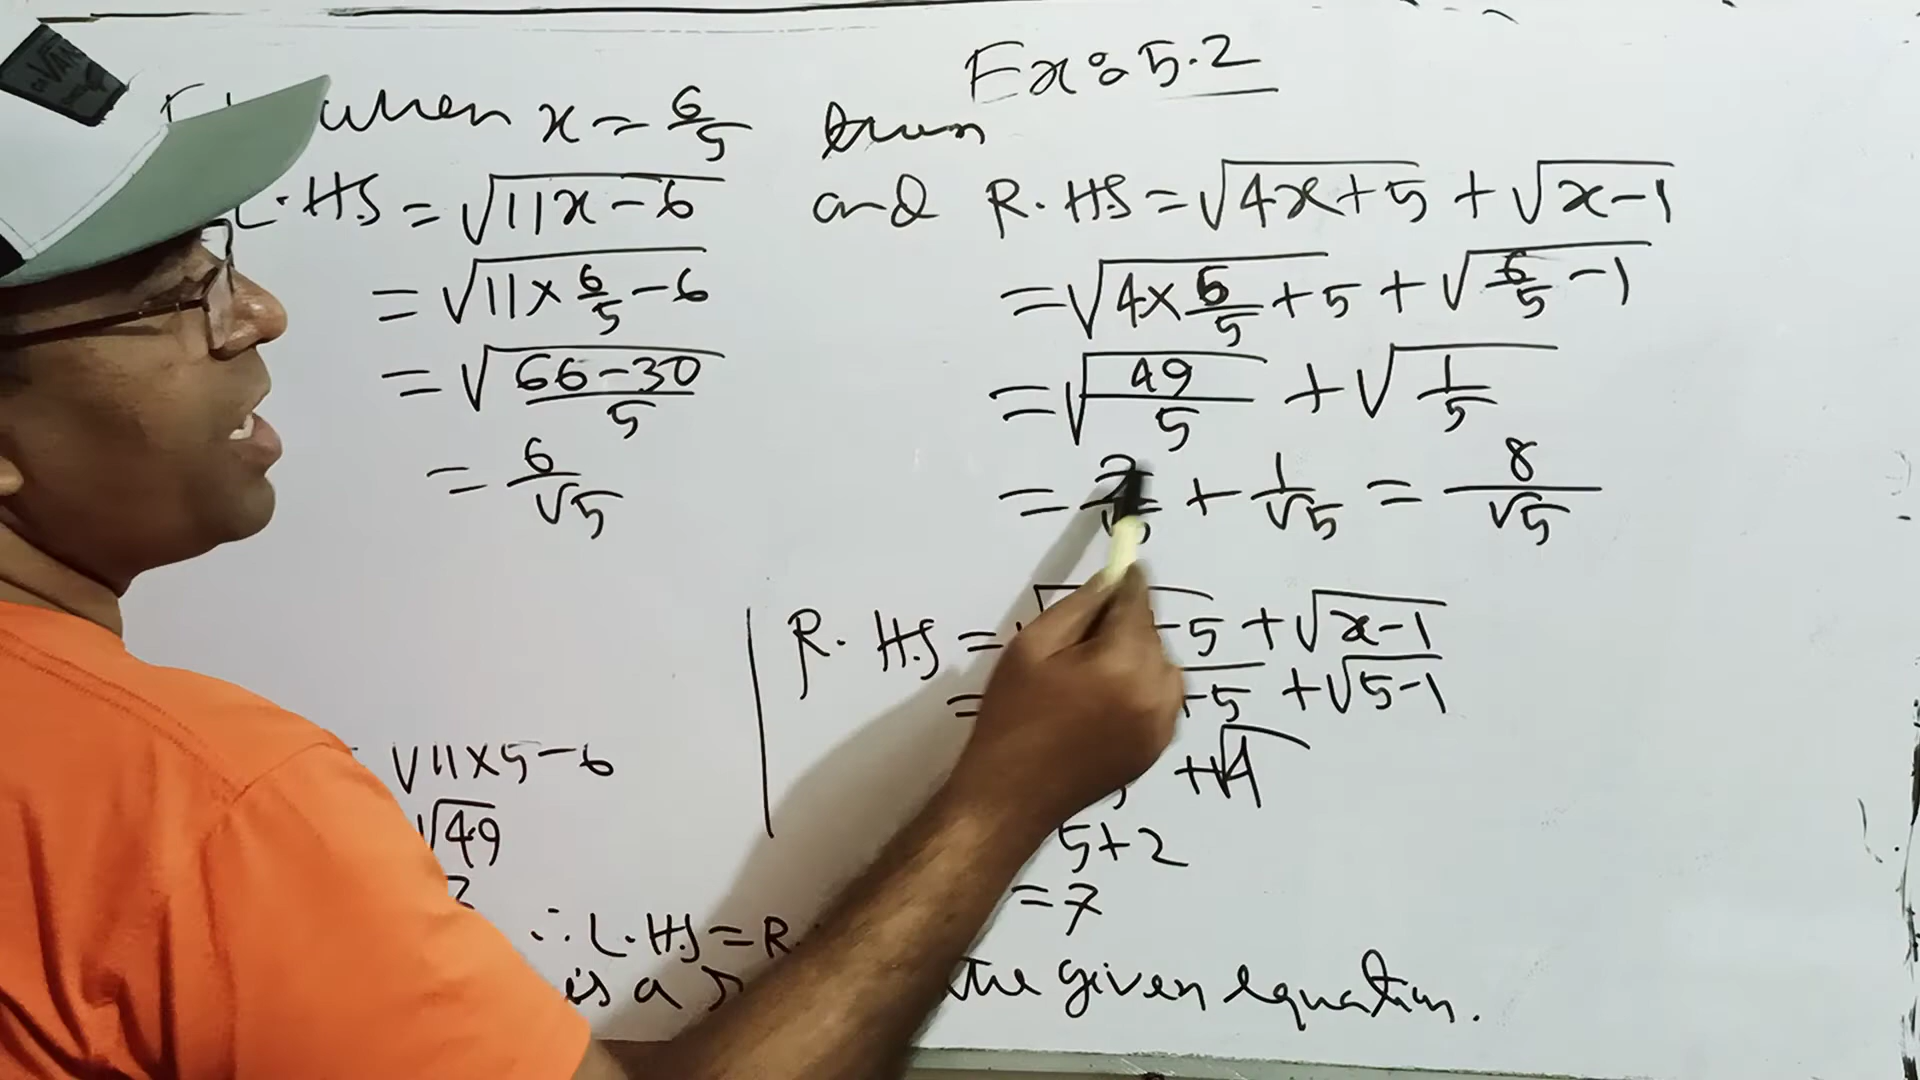 Ex: 5.2
when x = 6/5 then
L.H.S = √11x-6 and R.H.S = √4x+5 + √x-1
= √11×6/5-6 = √4×6/5+5 + √6/5-1
= √66-30/5 = √49/5 + √1/5
= 6/√5 = + 1/√5 = 8/√5
R.H.S = -5 + √x-1
= -5 + √5-1
√11×5-6 +√4
√49 5+2
= 7
∴ L.H.S = R.
is a the given equation.